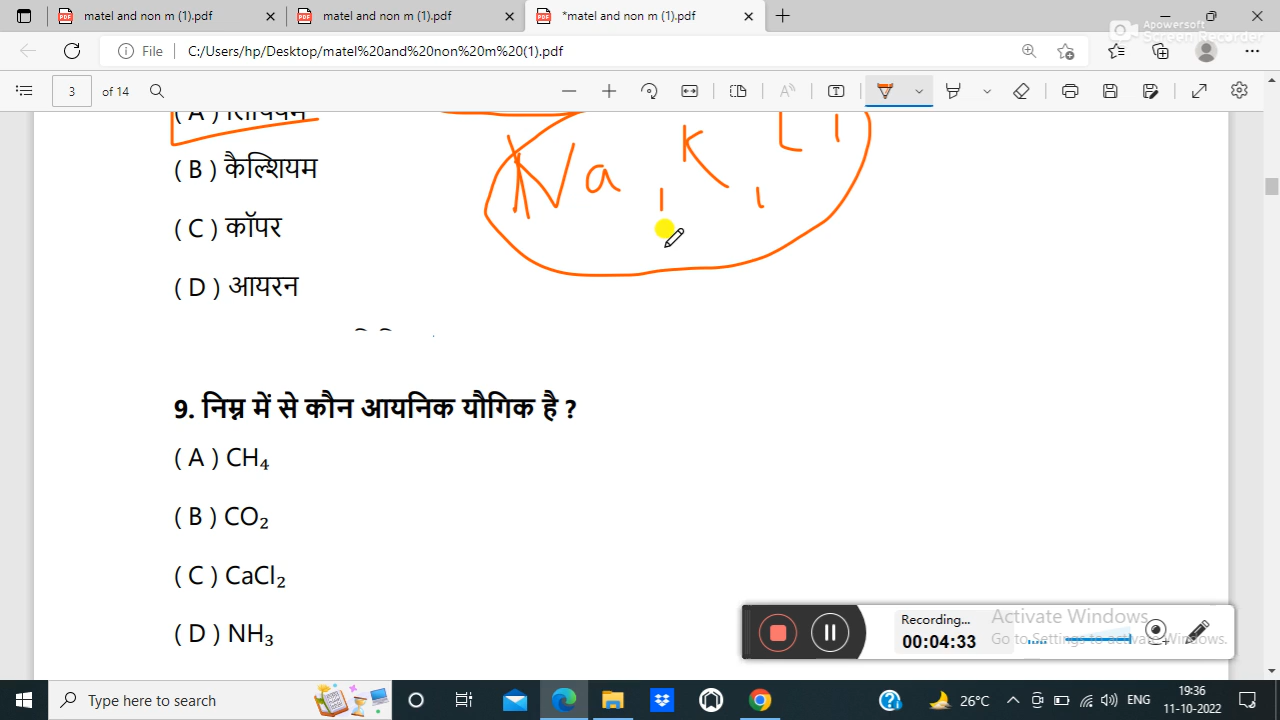 matel and non m (1).pdf
matel and non m (1).pdf
*matel and non m (1).pdf
Apowersoft
Screen Recorder
File C:/Users/hp/Desktop/matel%20and%20non%20m%20(1).pdf
3 of 14
( A ) लिथियम
Na , K , Li
( B ) कैल्शियम
( C ) कॉपर
( D ) आयरन
9. निम्न में से कौन आयनिक यौगिक है ?
( A ) CH₄
( B ) CO₂
( C ) CaCl₂
( D ) NH₃
Recording...
00:04:33
Activate Windows
Go to Settings to activate Windows.
Type here to search
26°C
ENG
19:36
11-10-2022